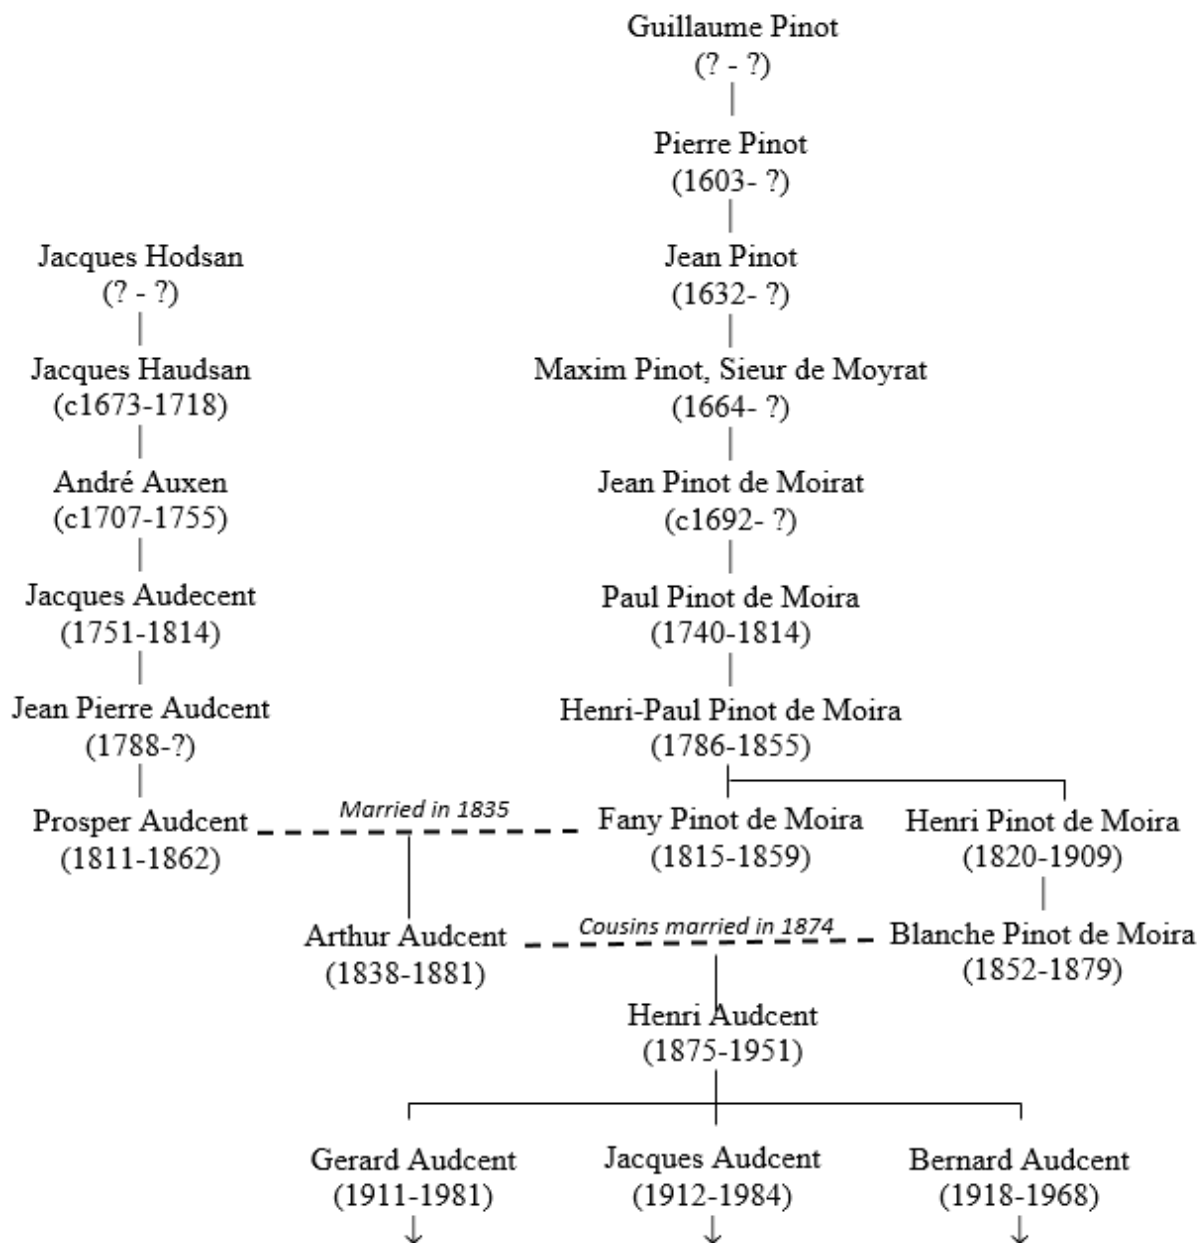 Guillaume Pinot
(? - ?)
Pierre Pinot
(1603- ?)
Jacques Hodsan
(? - ?)
Jean Pinot
(1632- ?)
Jacques Haudsan
(c1673-1718)
Maxim Pinot, Sieur de Moyrat
(1664- ?)
André Auxen
(c1707-1755)
Jean Pinot de Moirat
(c1692- ?)
Jacques Audecent
(1751-1814)
Paul Pinot de Moira
(1740-1814)
Jean Pierre Audcent
(1788-?)
Henri-Paul Pinot de Moira
(1786-1855)
Prosper Audcent
(1811-1862)
Married in 1835
Fany Pinot de Moira
(1815-1859)
Henri Pinot de Moira
(1820-1909)
Arthur Audcent
(1838-1881)
Cousins married in 1874
Blanche Pinot de Moira
(1852-1879)
Henri Audcent
(1875-1951)
Gerard Audcent
(1911-1981)
Jacques Audcent
(1912-1984)
Bernard Audcent
(1918-1968)